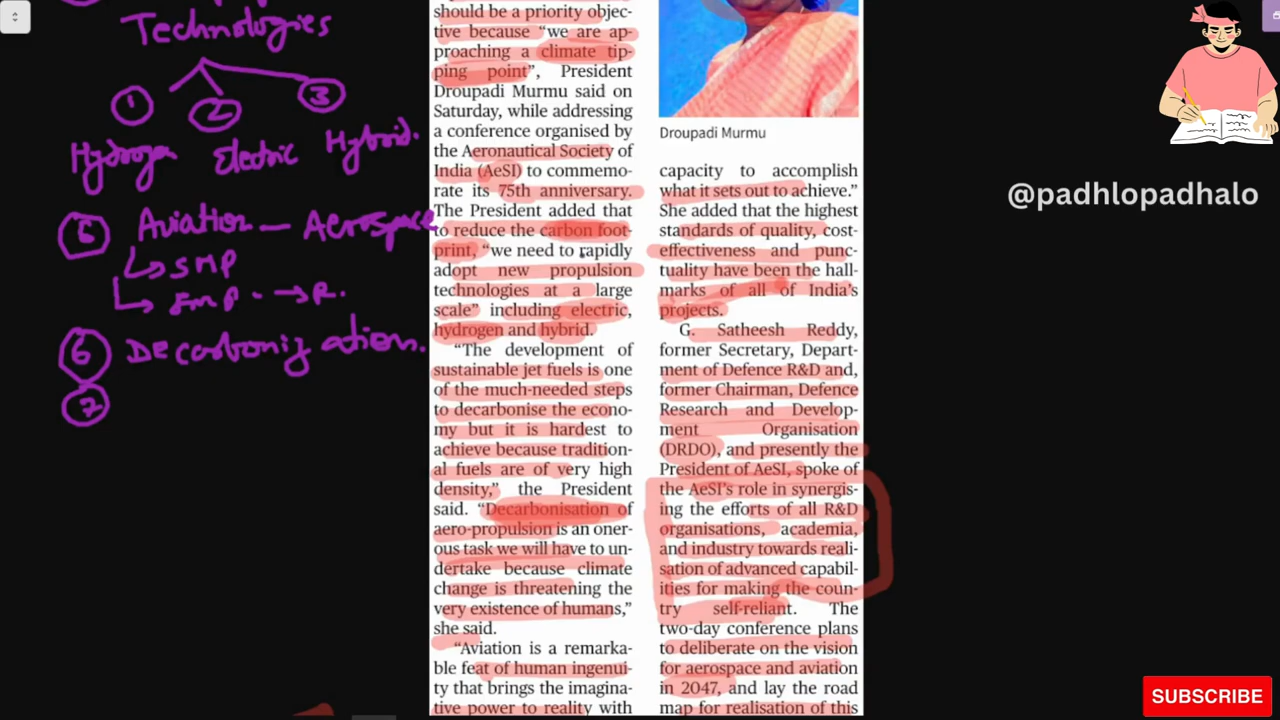 Technologies
1 2 3
Hydrogen Electric Hybrid.
5 Aviation — Aerospace
↳ SMP
↳ SMP. → R.
6 Decarbonization.
7
should be a priority objec-
tive because “we are ap-
proaching a climate tip-
ping point”, President
Droupadi Murmu said on
Saturday, while addressing
a conference organised by
the Aeronautical Society of
India (AeSI) to commemo-
rate its 75th anniversary.
The President added that
to reduce the carbon foot-
print, “we need to rapidly
adopt new propulsion
technologies at a large
scale” including electric,
hydrogen and hybrid.
“The development of
sustainable jet fuels is one
of the much-needed steps
to decarbonise the econo-
my but it is hardest to
achieve because tradition-
al fuels are of very high
density,” the President
said. “Decarbonisation of
aero-propulsion is an oner-
ous task we will have to un-
dertake because climate
change is threatening the
very existence of humans,”
she said.
“Aviation is a remarka-
ble feat of human ingenui-
ty that brings the imagina-
tive power to reality with
Droupadi Murmu
capacity to accomplish
what it sets out to achieve.”
She added that the highest
standards of quality, cost-
effectiveness and punc-
tuality have been the hall-
marks of all of India’s
projects.
G. Satheesh Reddy,
former Secretary, Depart-
ment of Defence R&D and,
former Chairman, Defence
Research and Develop-
ment Organisation
(DRDO), and presently the
President of AeSI, spoke of
the AeSI’s role in synergis-
ing the efforts of all R&D
organisations, academia,
and industry towards reali-
sation of advanced capabil-
ities for making the coun-
try self-reliant. The
two-day conference plans
to deliberate on the vision
for aerospace and aviation
in 2047, and lay the road
map for realisation of this
@padhlopadhalo
SUBSCRIBE